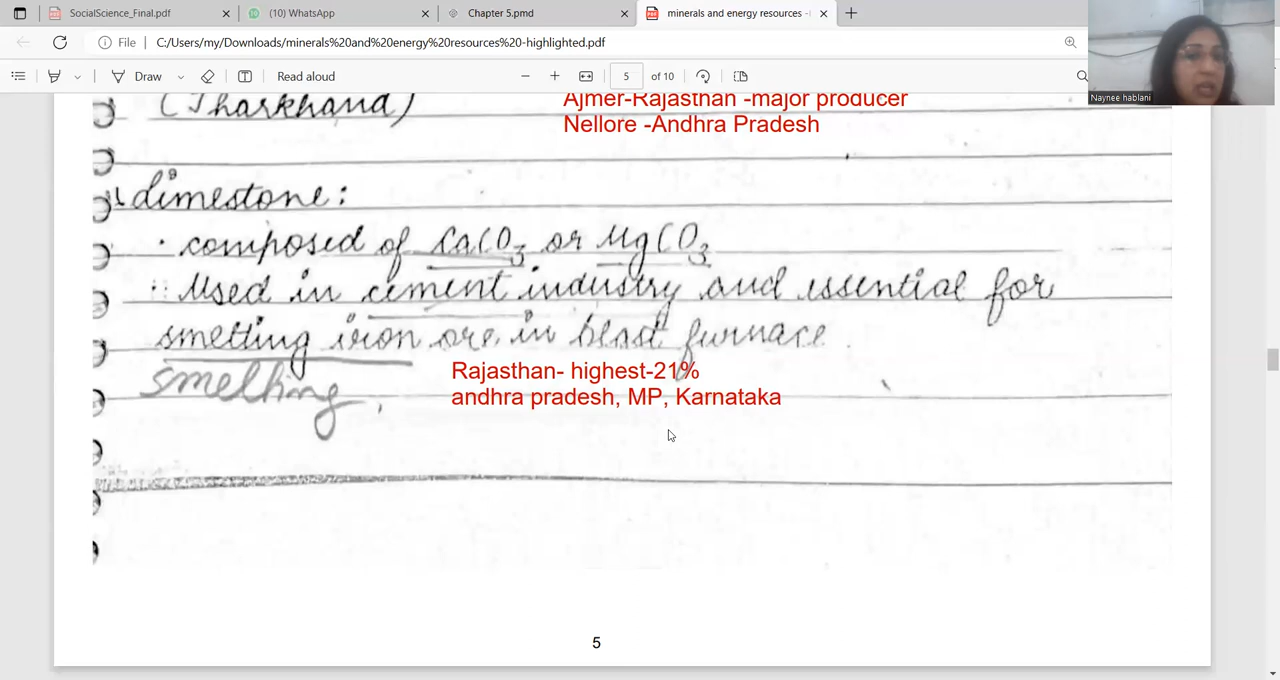 SocialScience_Final.pdf
(10) WhatsApp
Chapter 5.pmd
minerals and energy resources -
File
C:/Users/my/Downloads/minerals%20and%20energy%20resources%20-highlighted.pdf
Draw
Read aloud
5
of 10
Naynee hablani
(Jharkhand)
Ajmer-Rajasthan -major producer
Nellore -Andhra Pradesh
Limestone:
· composed of CaCO3 or MgCO3
Used in cement industry and essential for
smelting iron ore in blast furnace
smelting
Rajasthan- highest-21%
andhra pradesh, MP, Karnataka
5